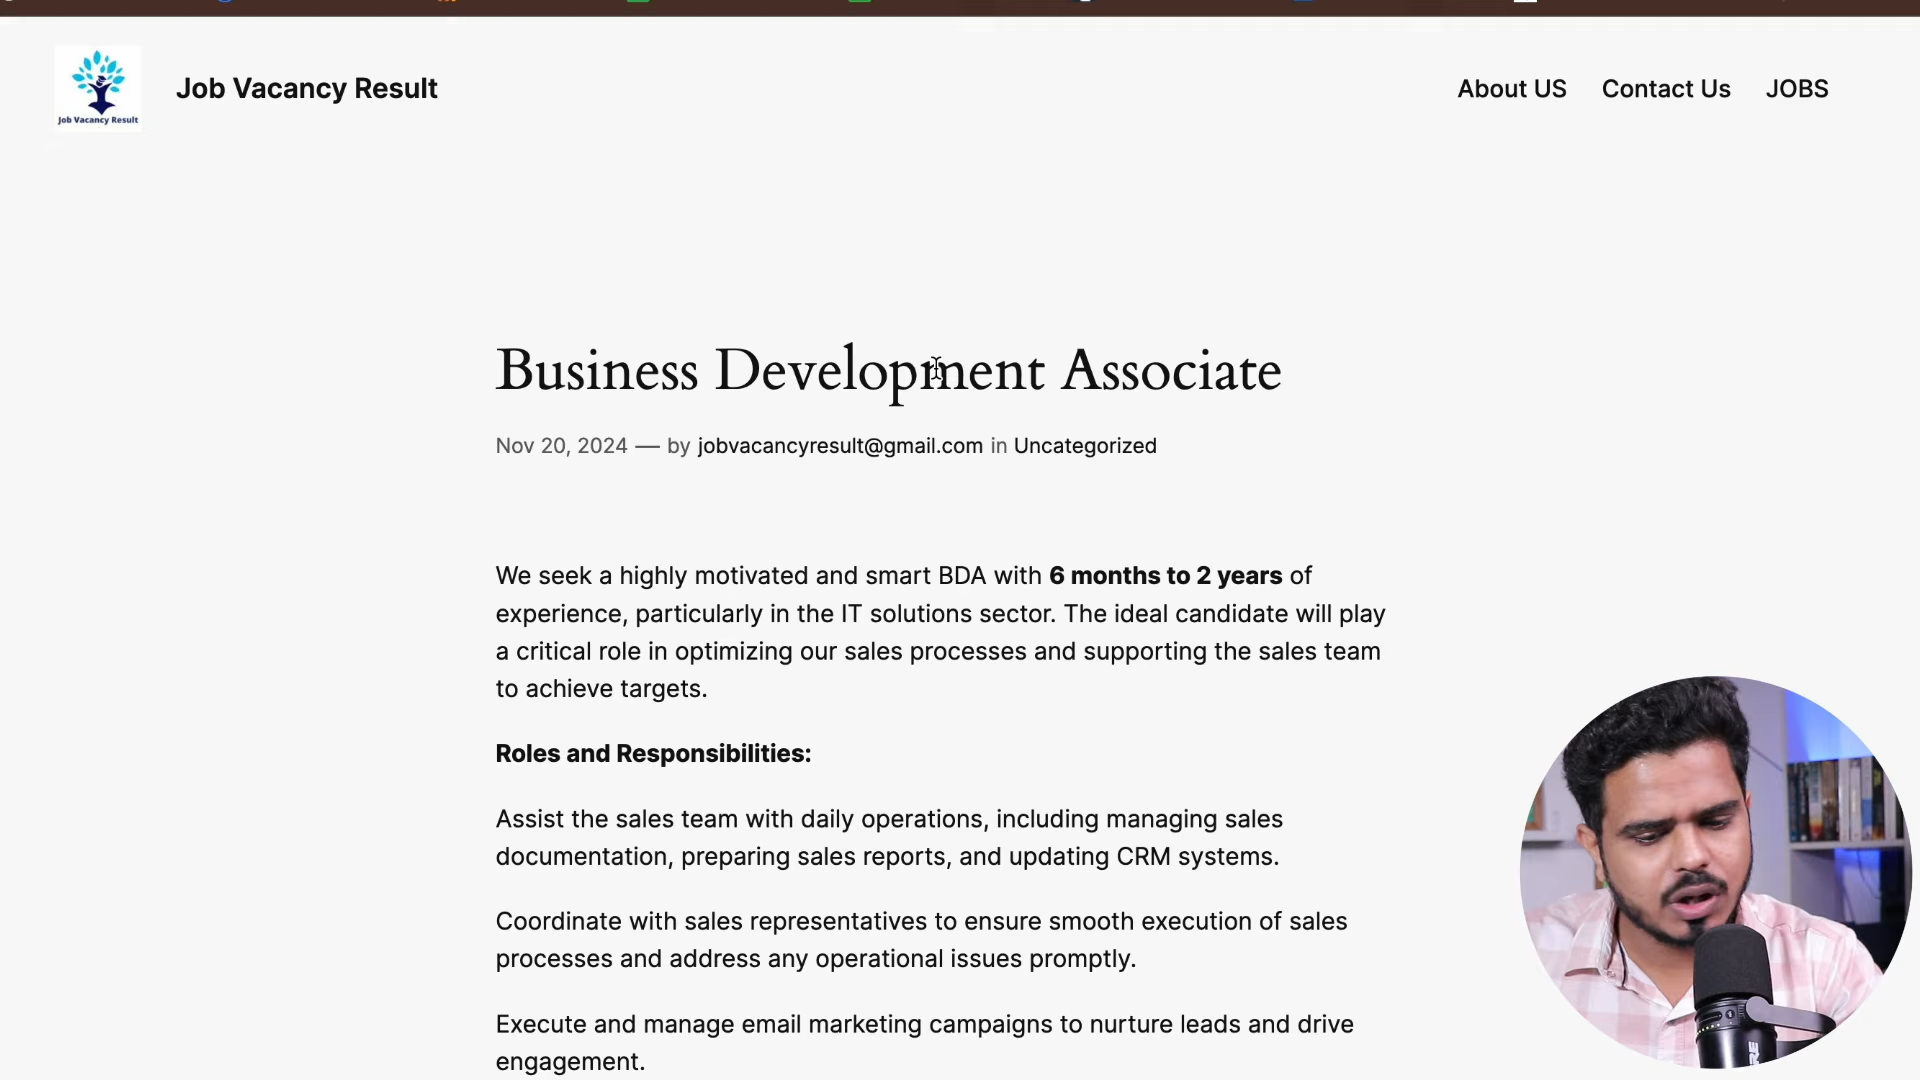 Job Vacancy Result
Job Vacancy Result
About US
Contact Us
JOBS
Business Development Associate
Nov 20, 2024 — by jobvacancyresult@gmail.com in Uncategorized
We seek a highly motivated and smart BDA with 6 months to 2 years of
experience, particularly in the IT solutions sector. The ideal candidate will play
a critical role in optimizing our sales processes and supporting the sales team
to achieve targets.
Roles and Responsibilities:
Assist the sales team with daily operations, including managing sales
documentation, preparing sales reports, and updating CRM systems.
Coordinate with sales representatives to ensure smooth execution of sales
processes and address any operational issues promptly.
Execute and manage email marketing campaigns to nurture leads and drive
engagement.